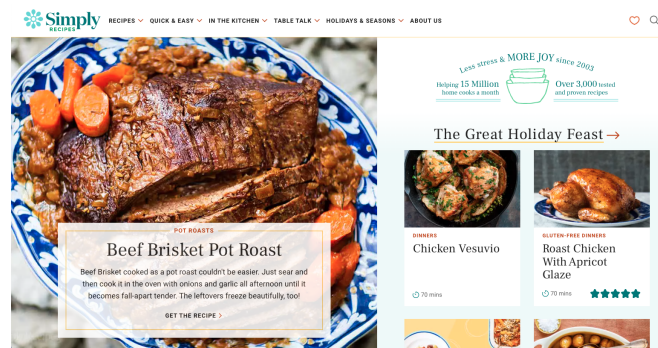 Simply
RECIPES
RECIPES QUICK & EASY IN THE KITCHEN TABLE TALK HOLIDAYS & SEASONS ABOUT US
Less stress & MORE JOY since 2003
Helping 15 Million
home cooks a month
Over 3,000 tested
and proven recipes
The Great Holiday Feast
POT ROASTS
Beef Brisket Pot Roast
Beef Brisket cooked as a pot roast couldn't be easier. Just sear and
then cook it in the oven with onions and garlic all afternoon until it
becomes fall-apart tender. The leftovers freeze beautifully, too!
GET THE RECIPE
DINNERS
Chicken Vesuvio
70 mins
GLUTEN-FREE DINNERS
Roast Chicken
With Apricot
Glaze
70 mins